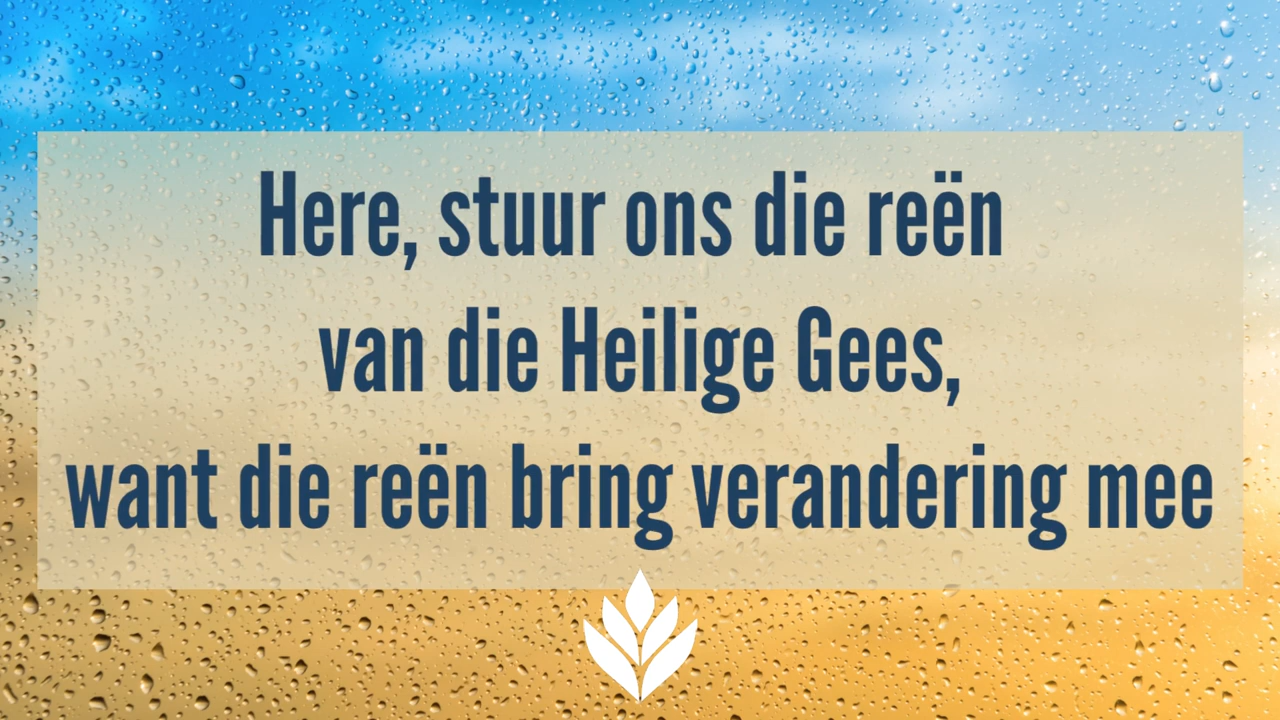 Here, stuur ons die reën
van die Heilige Gees,
want die reën bring verandering mee